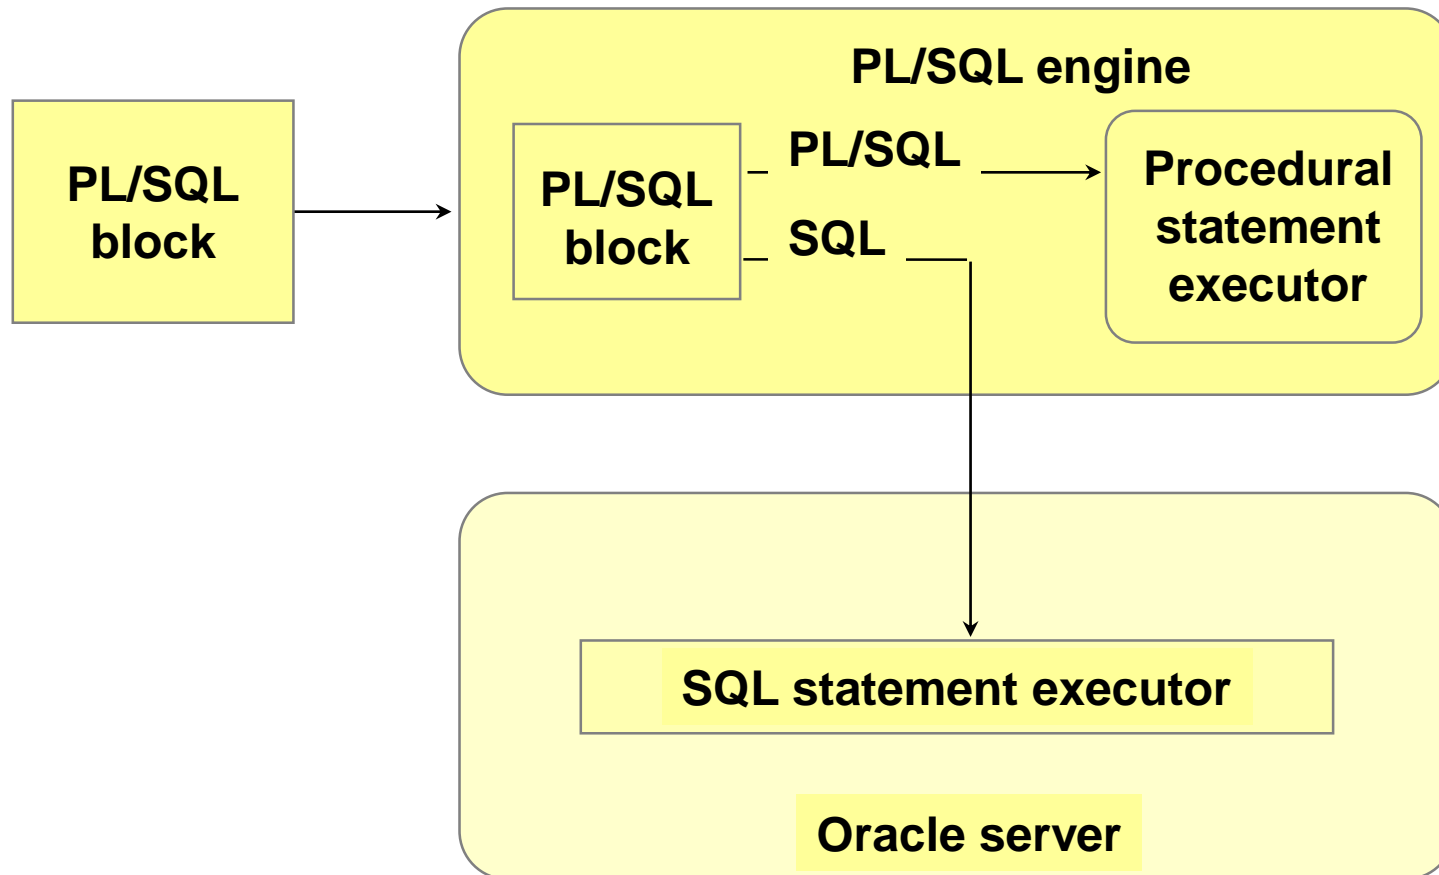 PL/SQL engine
PL/SQL
block
PL/SQL
block
PL/SQL
SQL
Procedural
statement
executor
SQL statement executor
Oracle server